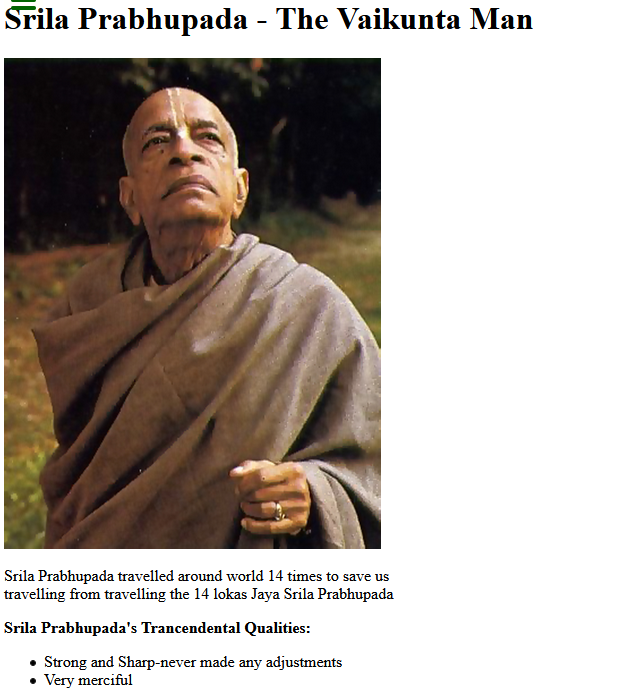 Srila Prabhupada - The Vaikunta Man
Srila Prabhupada travelled around world 14 times to save us
travelling from travelling the 14 lokas Jaya Srila Prabhupada
Srila Prabhupada's Trancendental Qualities:
• Strong and Sharp-never made any adjustments
• Very merciful